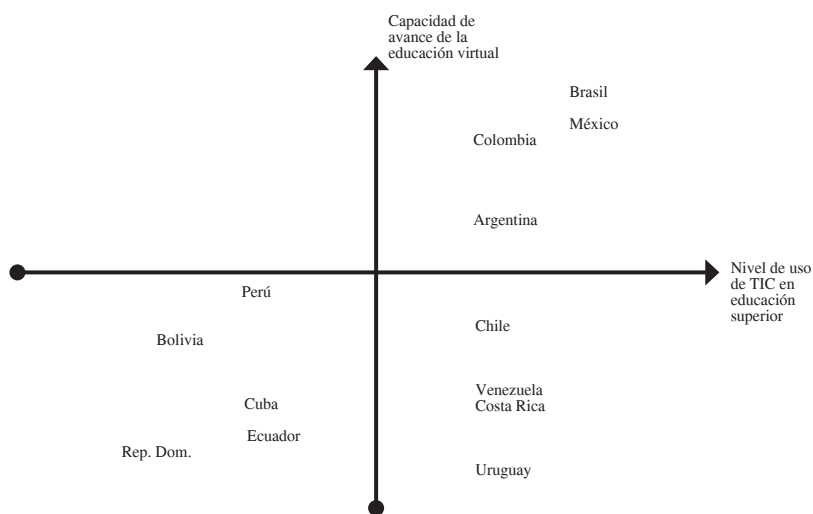 Capacidad de
avance de la
educación virtual
Brasil
México
Colombia
Argentina
Nivel de uso
de TIC en
educación
superior
Perú
Chile
Bolivia
Venezuela
Cuba
Costa Rica
Ecuador
Rep. Dom.
Uruguay